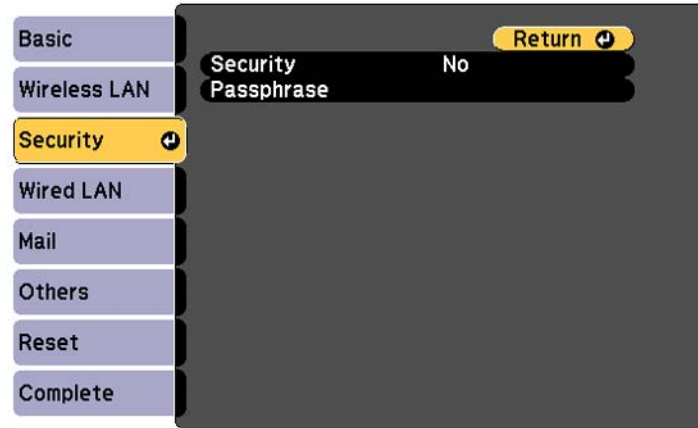 Basic
Wireless LAN
Security
Wired LAN
Mail
Others
Reset
Complete
Return
Security No
Passphrase